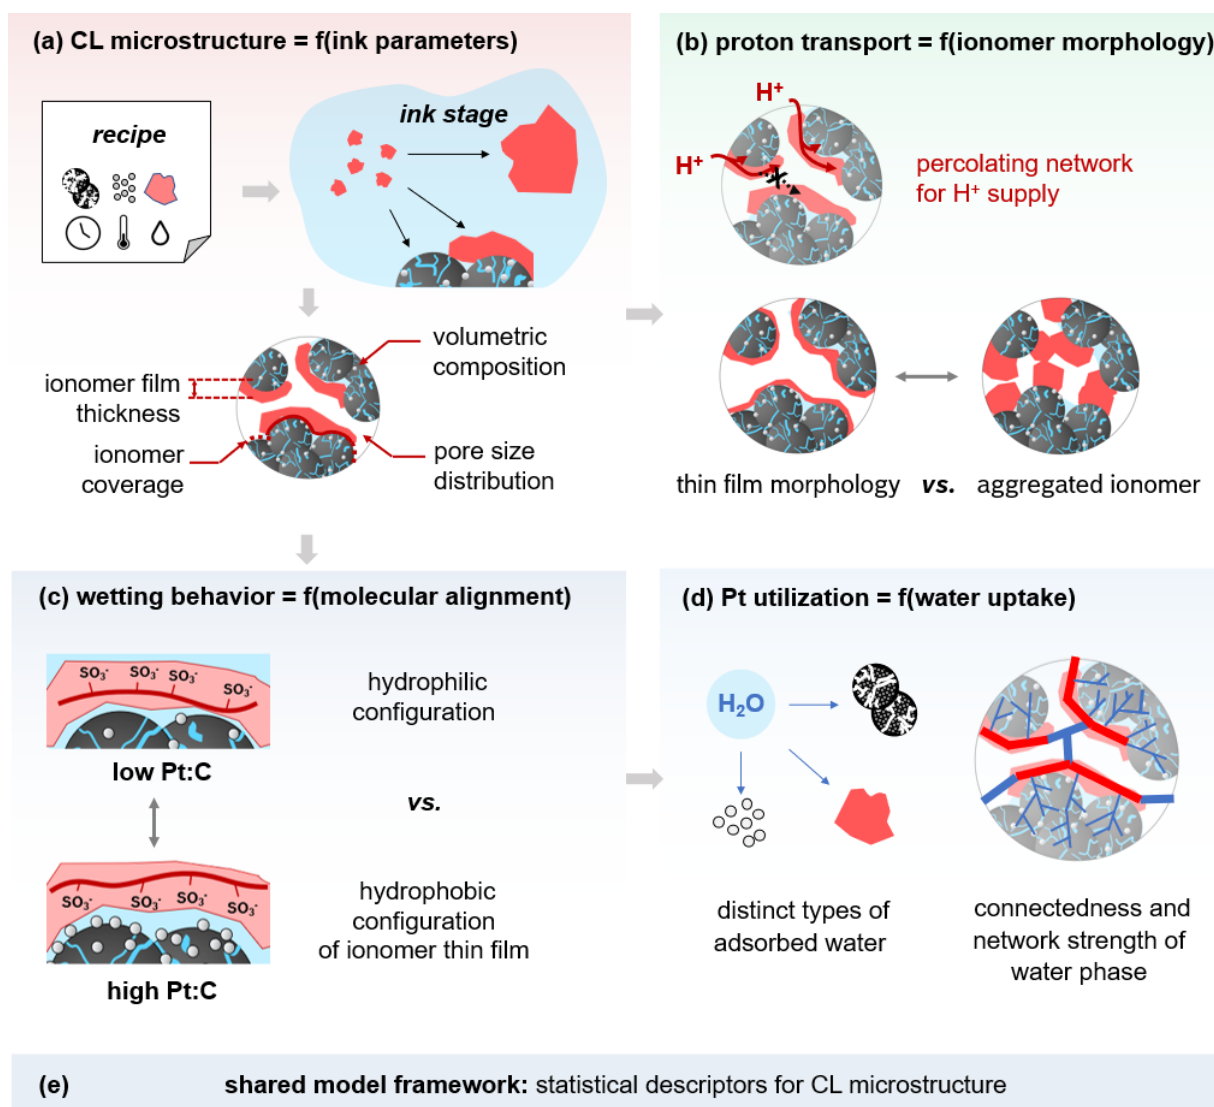 (a) CL microstructure = f(ink parameters)
recipe
ink stage
ionomer film
thickness
ionomer
coverage
volumetric
composition
pore size
distribution
(b) proton transport = f(ionomer morphology)
H⁺
H⁺
X
percolating network
for H⁺ supply
thin film morphology vs. aggregated ionomer
(c) wetting behavior = f(molecular alignment)
SO₃⁻ SO₃⁻ SO₃⁻ SO₃⁻
low Pt:C
hydrophilic
configuration
vs.
SO₃⁻ SO₃⁻ SO₃⁻ SO₃⁻
high Pt:C
hydrophobic
configuration
of ionomer thin film
(d) Pt utilization = f(water uptake)
H₂O
distinct types of
adsorbed water
connectedness and
network strength of
water phase
(e) shared model framework: statistical descriptors for CL microstructure